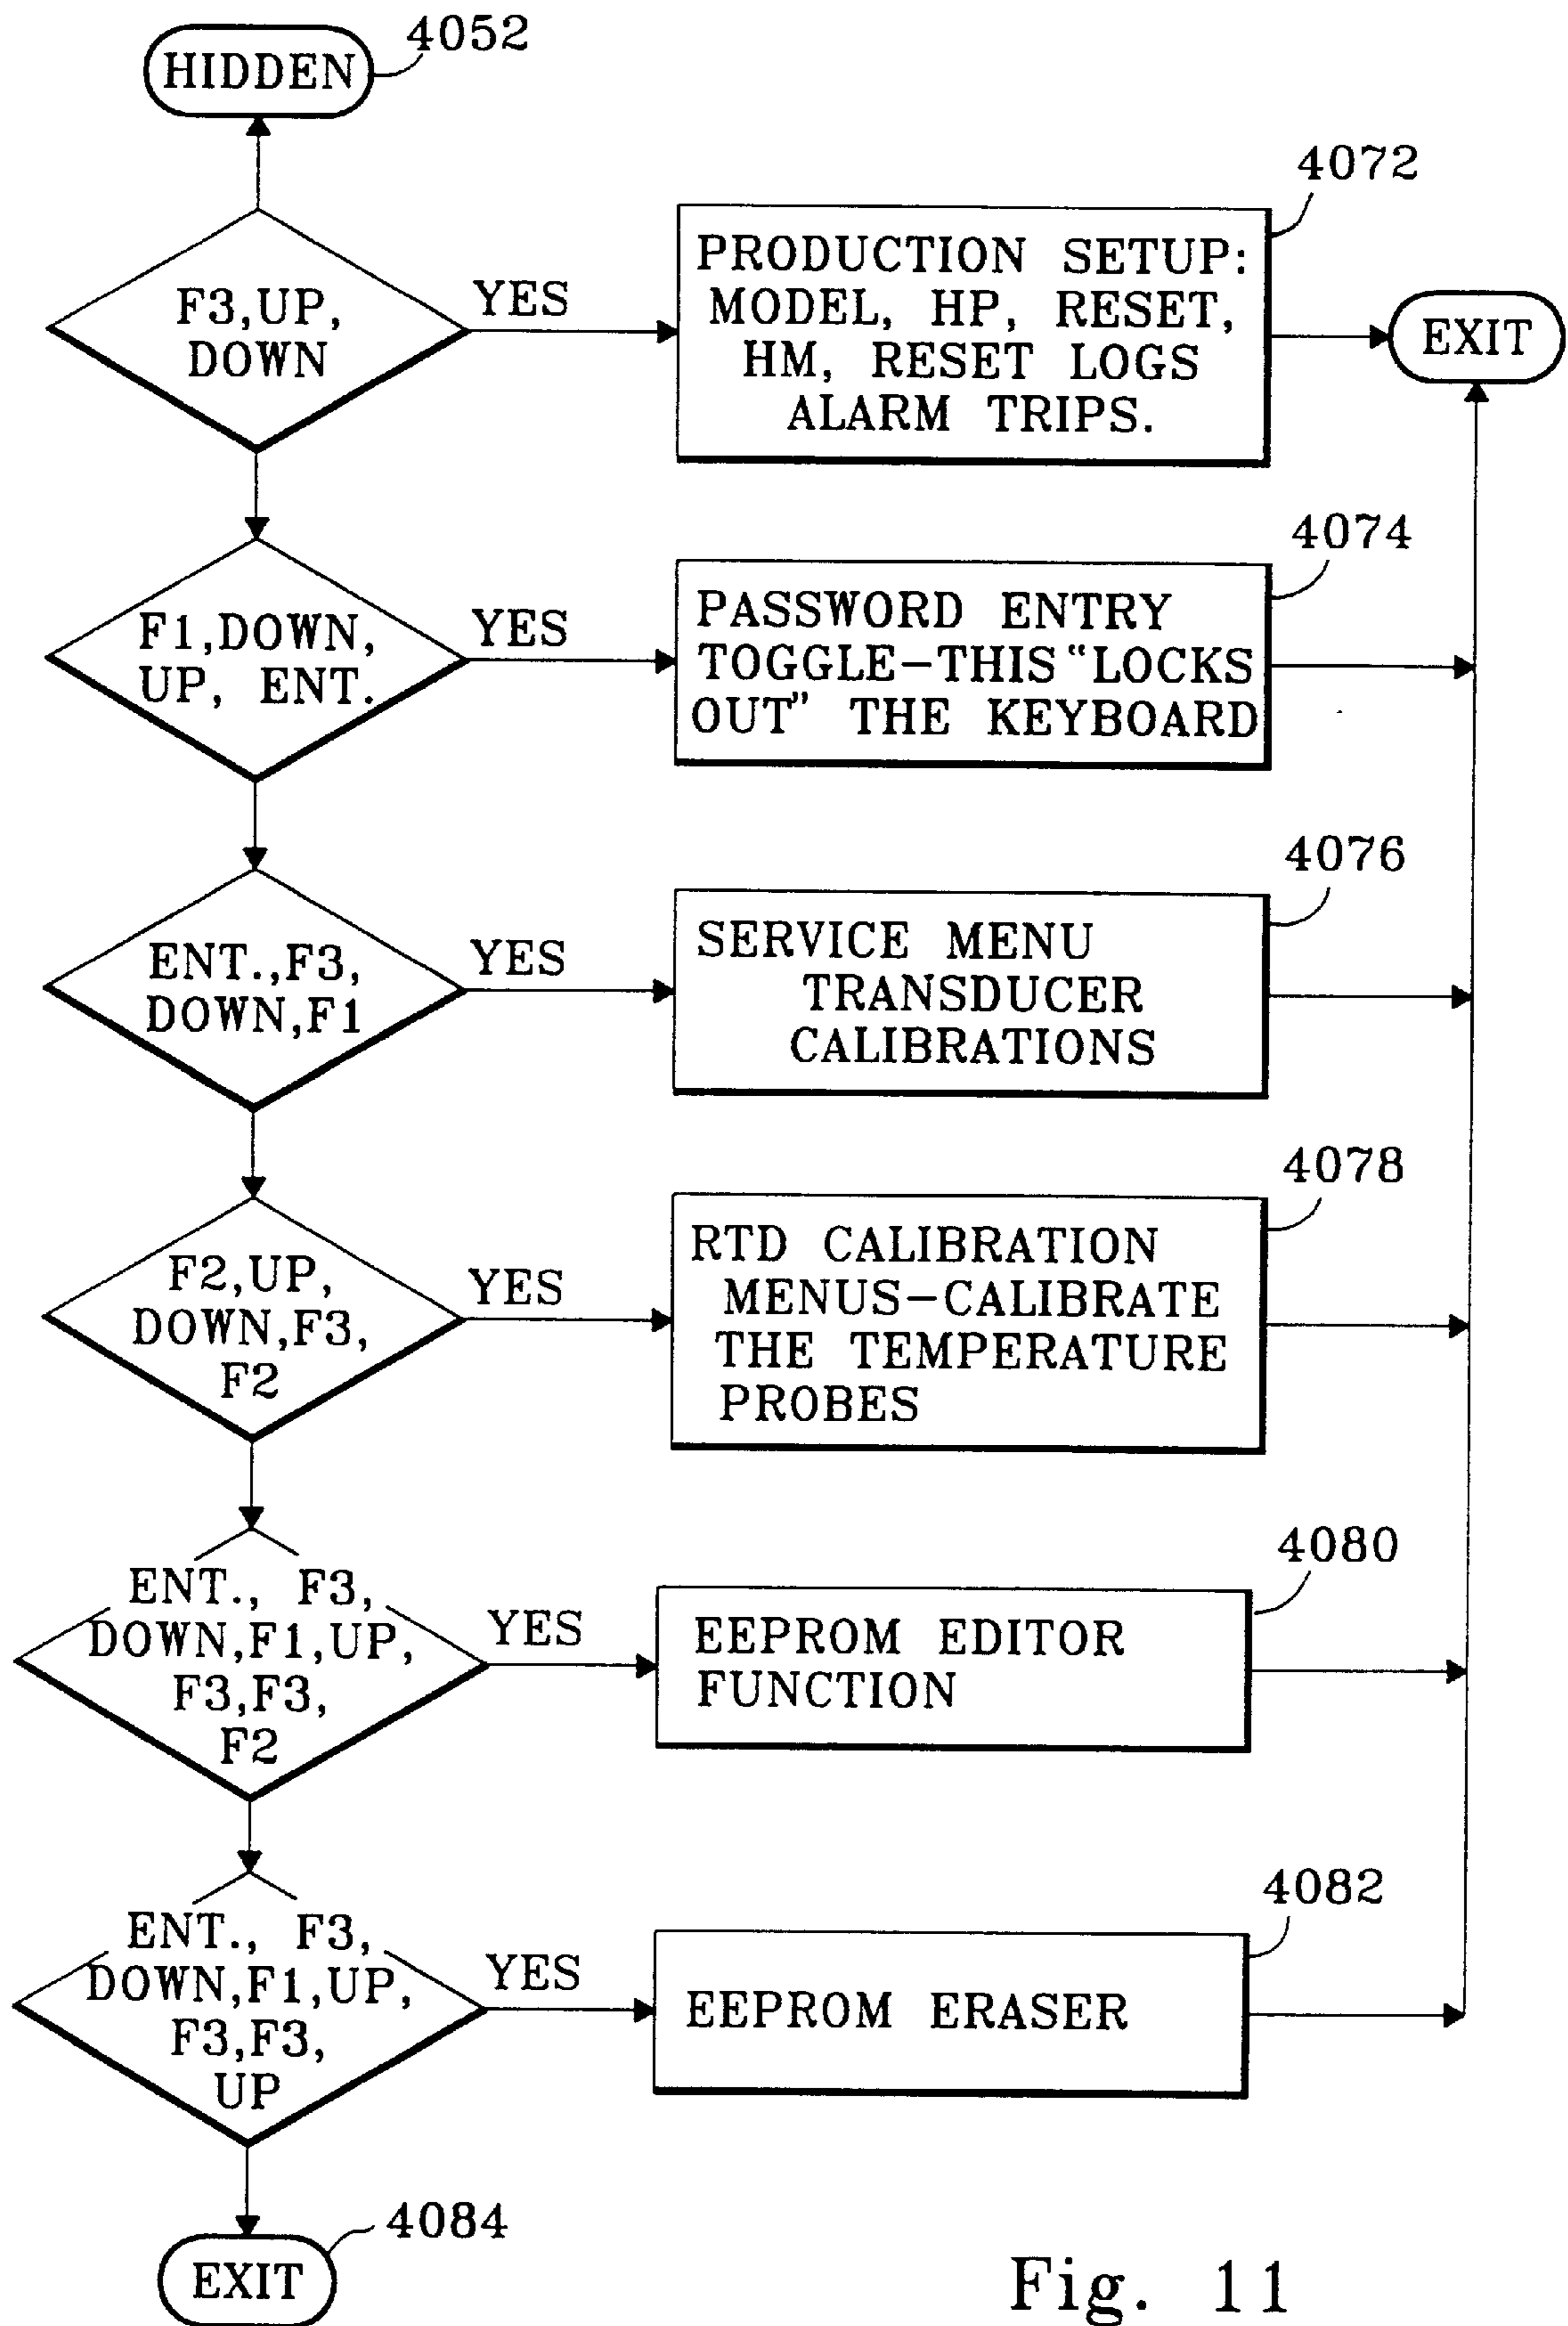 HIDDEN
4052
F3,UP,
DOWN
YES
PRODUCTION SETUP:
MODEL, HP, RESET,
HM, RESET LOGS
ALARM TRIPS.
4072
EXIT
F1,DOWN,
UP, ENT.
YES
PASSWORD ENTRY
TOGGLE-THIS "LOCKS
OUT" THE KEYBOARD
4074
ENT.,F3,
DOWN,F1
YES
SERVICE MENU
TRANSDUCER
CALIBRATIONS
4076
F2,UP,
DOWN,F3,
F2
YES
RTD CALIBRATION
MENUS-CALIBRATE
THE TEMPERATURE
PROBES
4078
ENT., F3,
DOWN,F1,UP,
F3,F3,
F2
YES
EEPROM EDITOR
FUNCTION
4080
ENT., F3,
DOWN,F1,UP,
F3,F3,
UP
YES
EEPROM ERASER
4082
EXIT
4084
Fig. 11